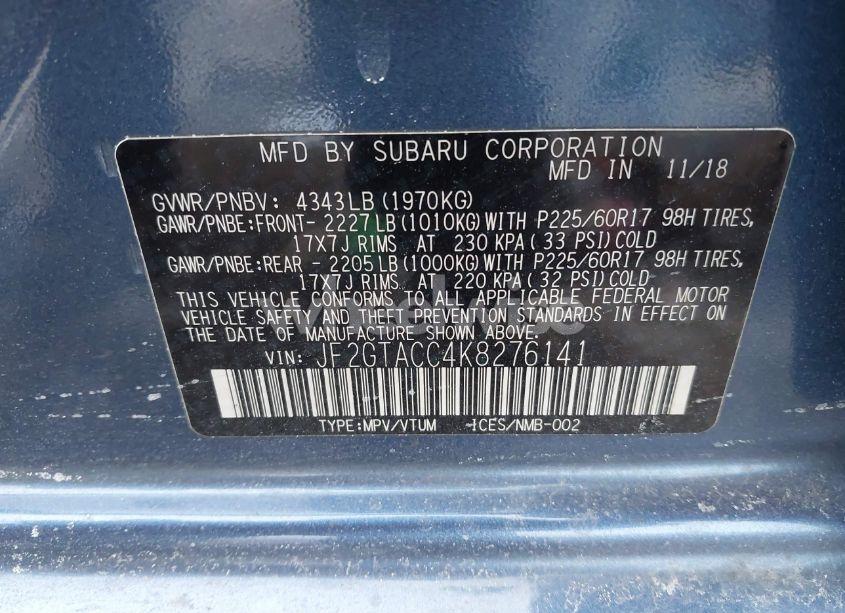 MFD BY SUBARU CORPORATION
MFD IN 11/18
GVWR/PNBV: 4343LB (1970KG)
GAWR/PNBE:FRONT- 2227 LB (1010KG) WITH P225/60R17 98H TIRES,
17X7J RIMS AT 230 KPA ( 33 PSI) COLD
GAWR/PNBE:REAR - 2205 LB (1000KG) WITH P225/60R17 98H TIRES,
17X7J RIMS AT 220 KPA ( 32 PSI) COLD
THIS VEHICLE CONFORMS TO ALL APPLICABLE FEDERAL MOTOR
VEHICLE SAFETY AND THEFT PREVENTION STANDARDS IN EFFECT ON
THE DATE OF MANUFACTURE SHOWN ABOVE.
VIN: JF2GTACC4K8276141
TYPE:MPV/VTUM ICES/NMB-002